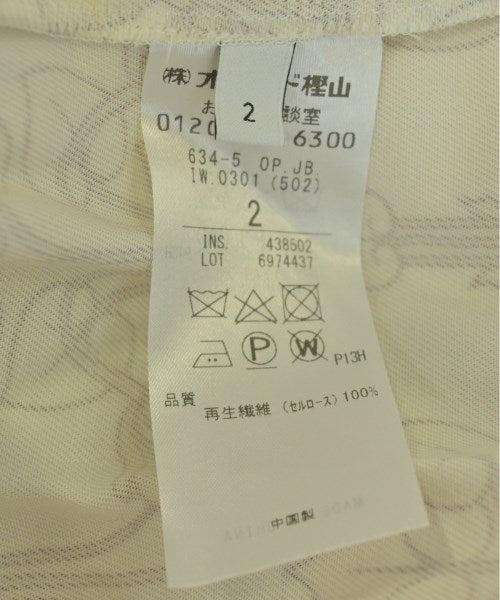 ㈱オ ド樫山
お 談室
2
0120 6300
634-5 OP.JB.
IW.0301 (502)
2
INS. 438502
LOT 6974437
P W P13H
品質 再生繊維 (セルロース) 100%
中国製